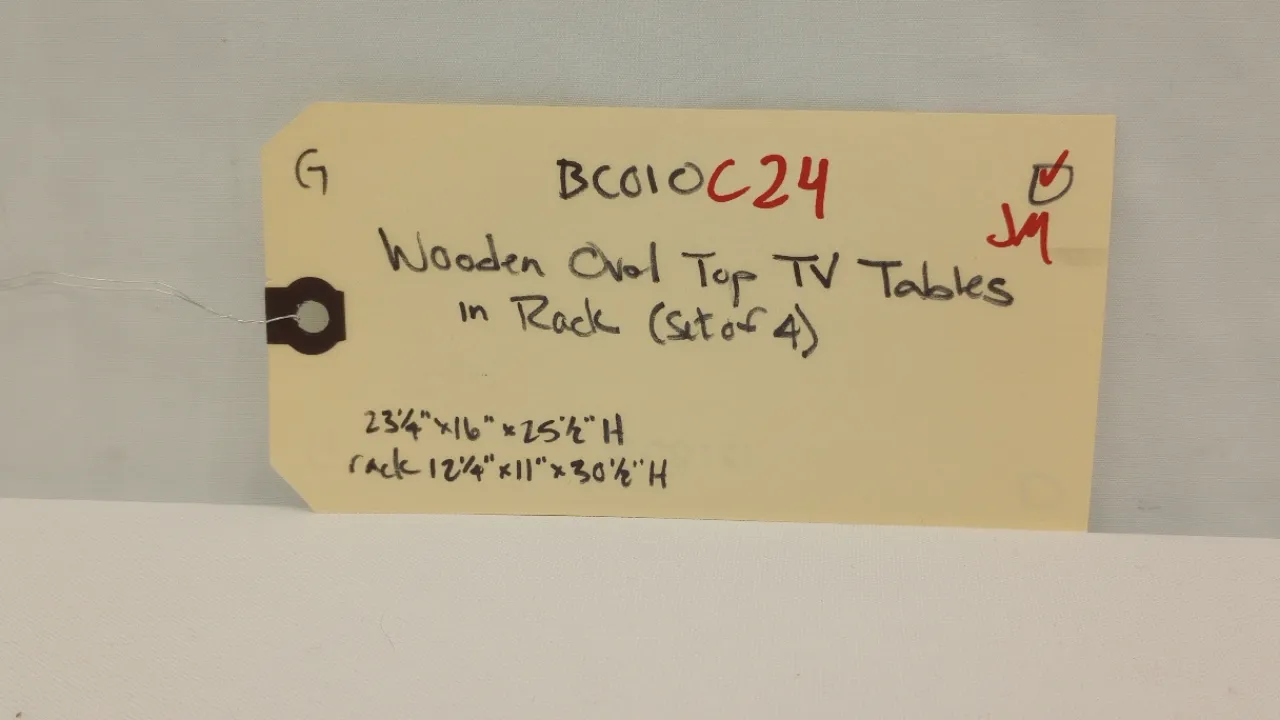 G
BC010C24
JM
Wooden Oval Top TV Tables
in Rack (Set of 4)
23¼"x16"x25½"H
rack 12¼"x11"x30½"H